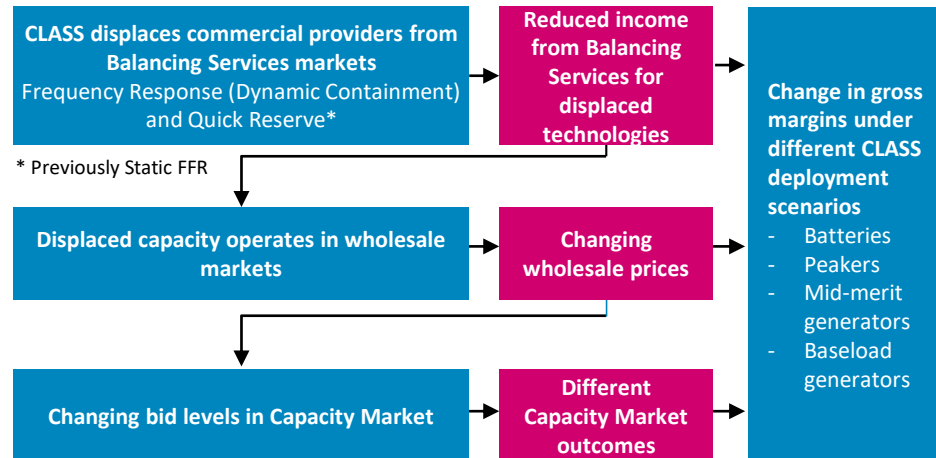 CLASS displaces commercial providers from
Balancing Services markets
Frequency Response (Dynamic Containment)
and Quick Reserve*
Reduced income
from Balancing
Services for
displaced
technologies
* Previously Static FFR
Displaced capacity operates in wholesale
markets
Changing
wholesale prices
Changing bid levels in Capacity Market
Different
Capacity Market
outcomes
Change in gross
margins under
different CLASS
deployment
scenarios
- Batteries
- Peakers
- Mid-merit
generators
- Baseload
generators